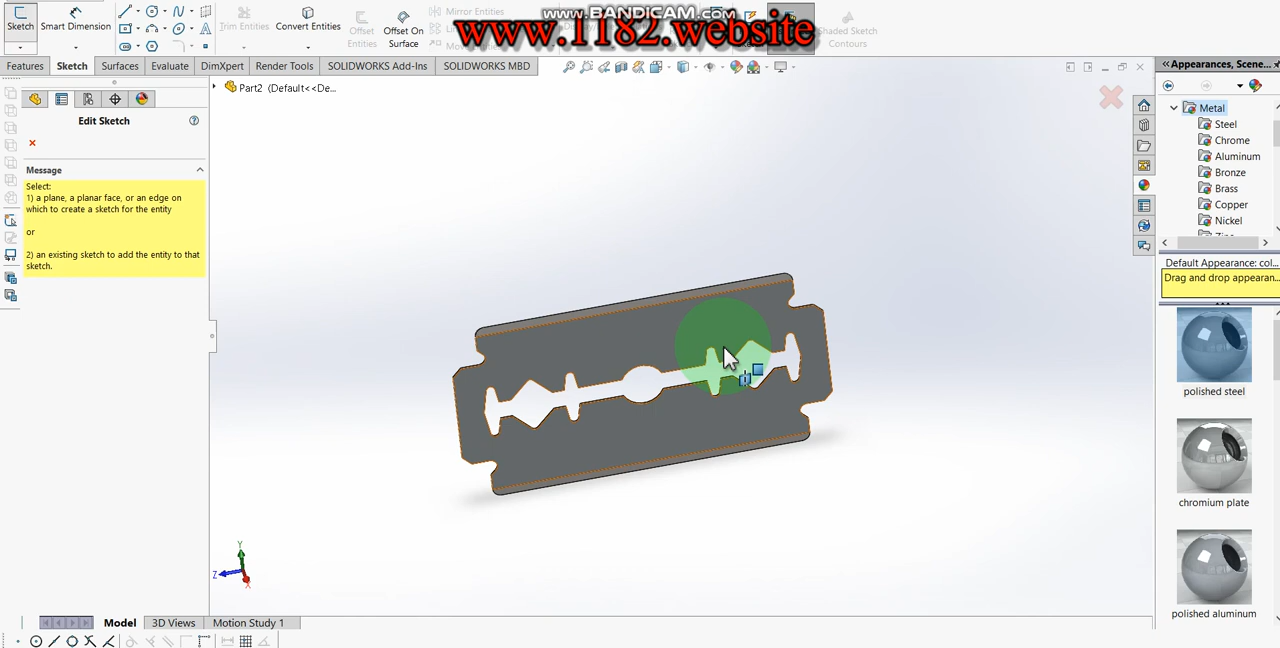 www.BANDICAM.com
www.1182.website
Sketch
Smart Dimension
Trim Entities
Convert Entities
Offset
Entities
Offset On
Surface
Mirror Entities
Shaded Sketch
Contours
Features
Sketch
Surfaces
Evaluate
DimXpert
Render Tools
SOLIDWORKS Add-Ins
SOLIDWORKS MBD
Part2 (Default<<De...
Edit Sketch
Message
Select:
1) a plane, a planar face, or an edge on
which to create a sketch for the entity
or
2) an existing sketch to add the entity to that
sketch.
Y
Z
X
Model
3D Views
Motion Study 1
Appearances, Scene...
Metal
Steel
Chrome
Aluminum
Bronze
Brass
Copper
Nickel
Default Appearance: col...
Drag and drop appearan...
polished steel
chromium plate
polished aluminum